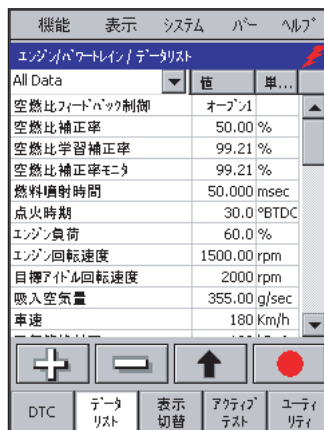 機能 表示 システム バー ヘルプ
エンジン/パワートレイン / データリスト
All Data 値 単...
空燃比フィードバック制御 オープン1
空燃比補正率 50.00 %
空燃比学習補正率 99.21 %
空燃比補正率モニタ 99.21 %
燃料噴射時間 50.000 msec
点火時期 30.0 °BTDC
エンジン負荷 60.0 %
エンジン回転速度 1500.00 rpm
目標アイドル回転速度 2000 rpm
吸入空気量 355.00 g/sec
車速 180 Km/h
DTC
データ
リスト
表示
切替
アクティブ
テスト
ユーティ
リティ